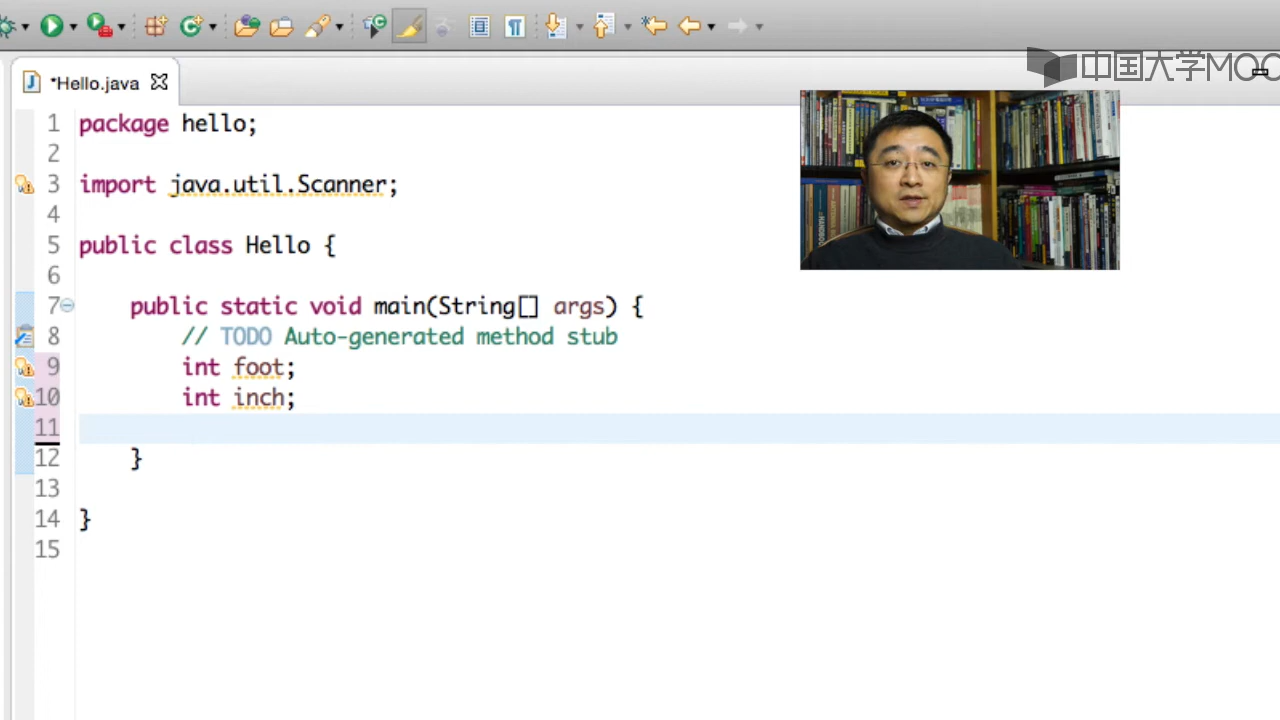 *Hello.java
中国大学MOO
1 package hello;
2
3 import java.util.Scanner;
4
5 public class Hello {
6
7 public static void main(String[] args) {
8 // TODO Auto-generated method stub
9 int foot;
10 int inch;
11
12 }
13
14 }
15